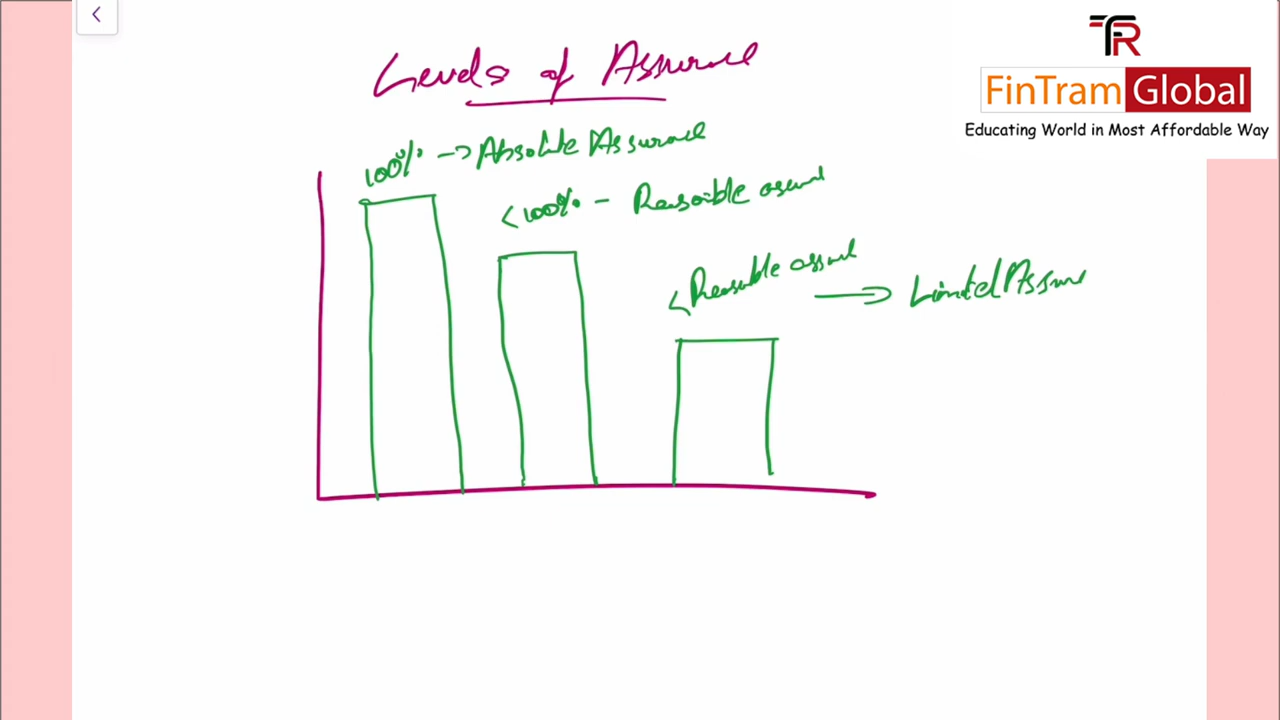 Levels of Assurance
TR
FinTram Global
Educating World in Most Affordable Way
100% -> Absolute Assurance
<100% - Reasonable assurance
<Reasonable assurance
→ Limited Assurance